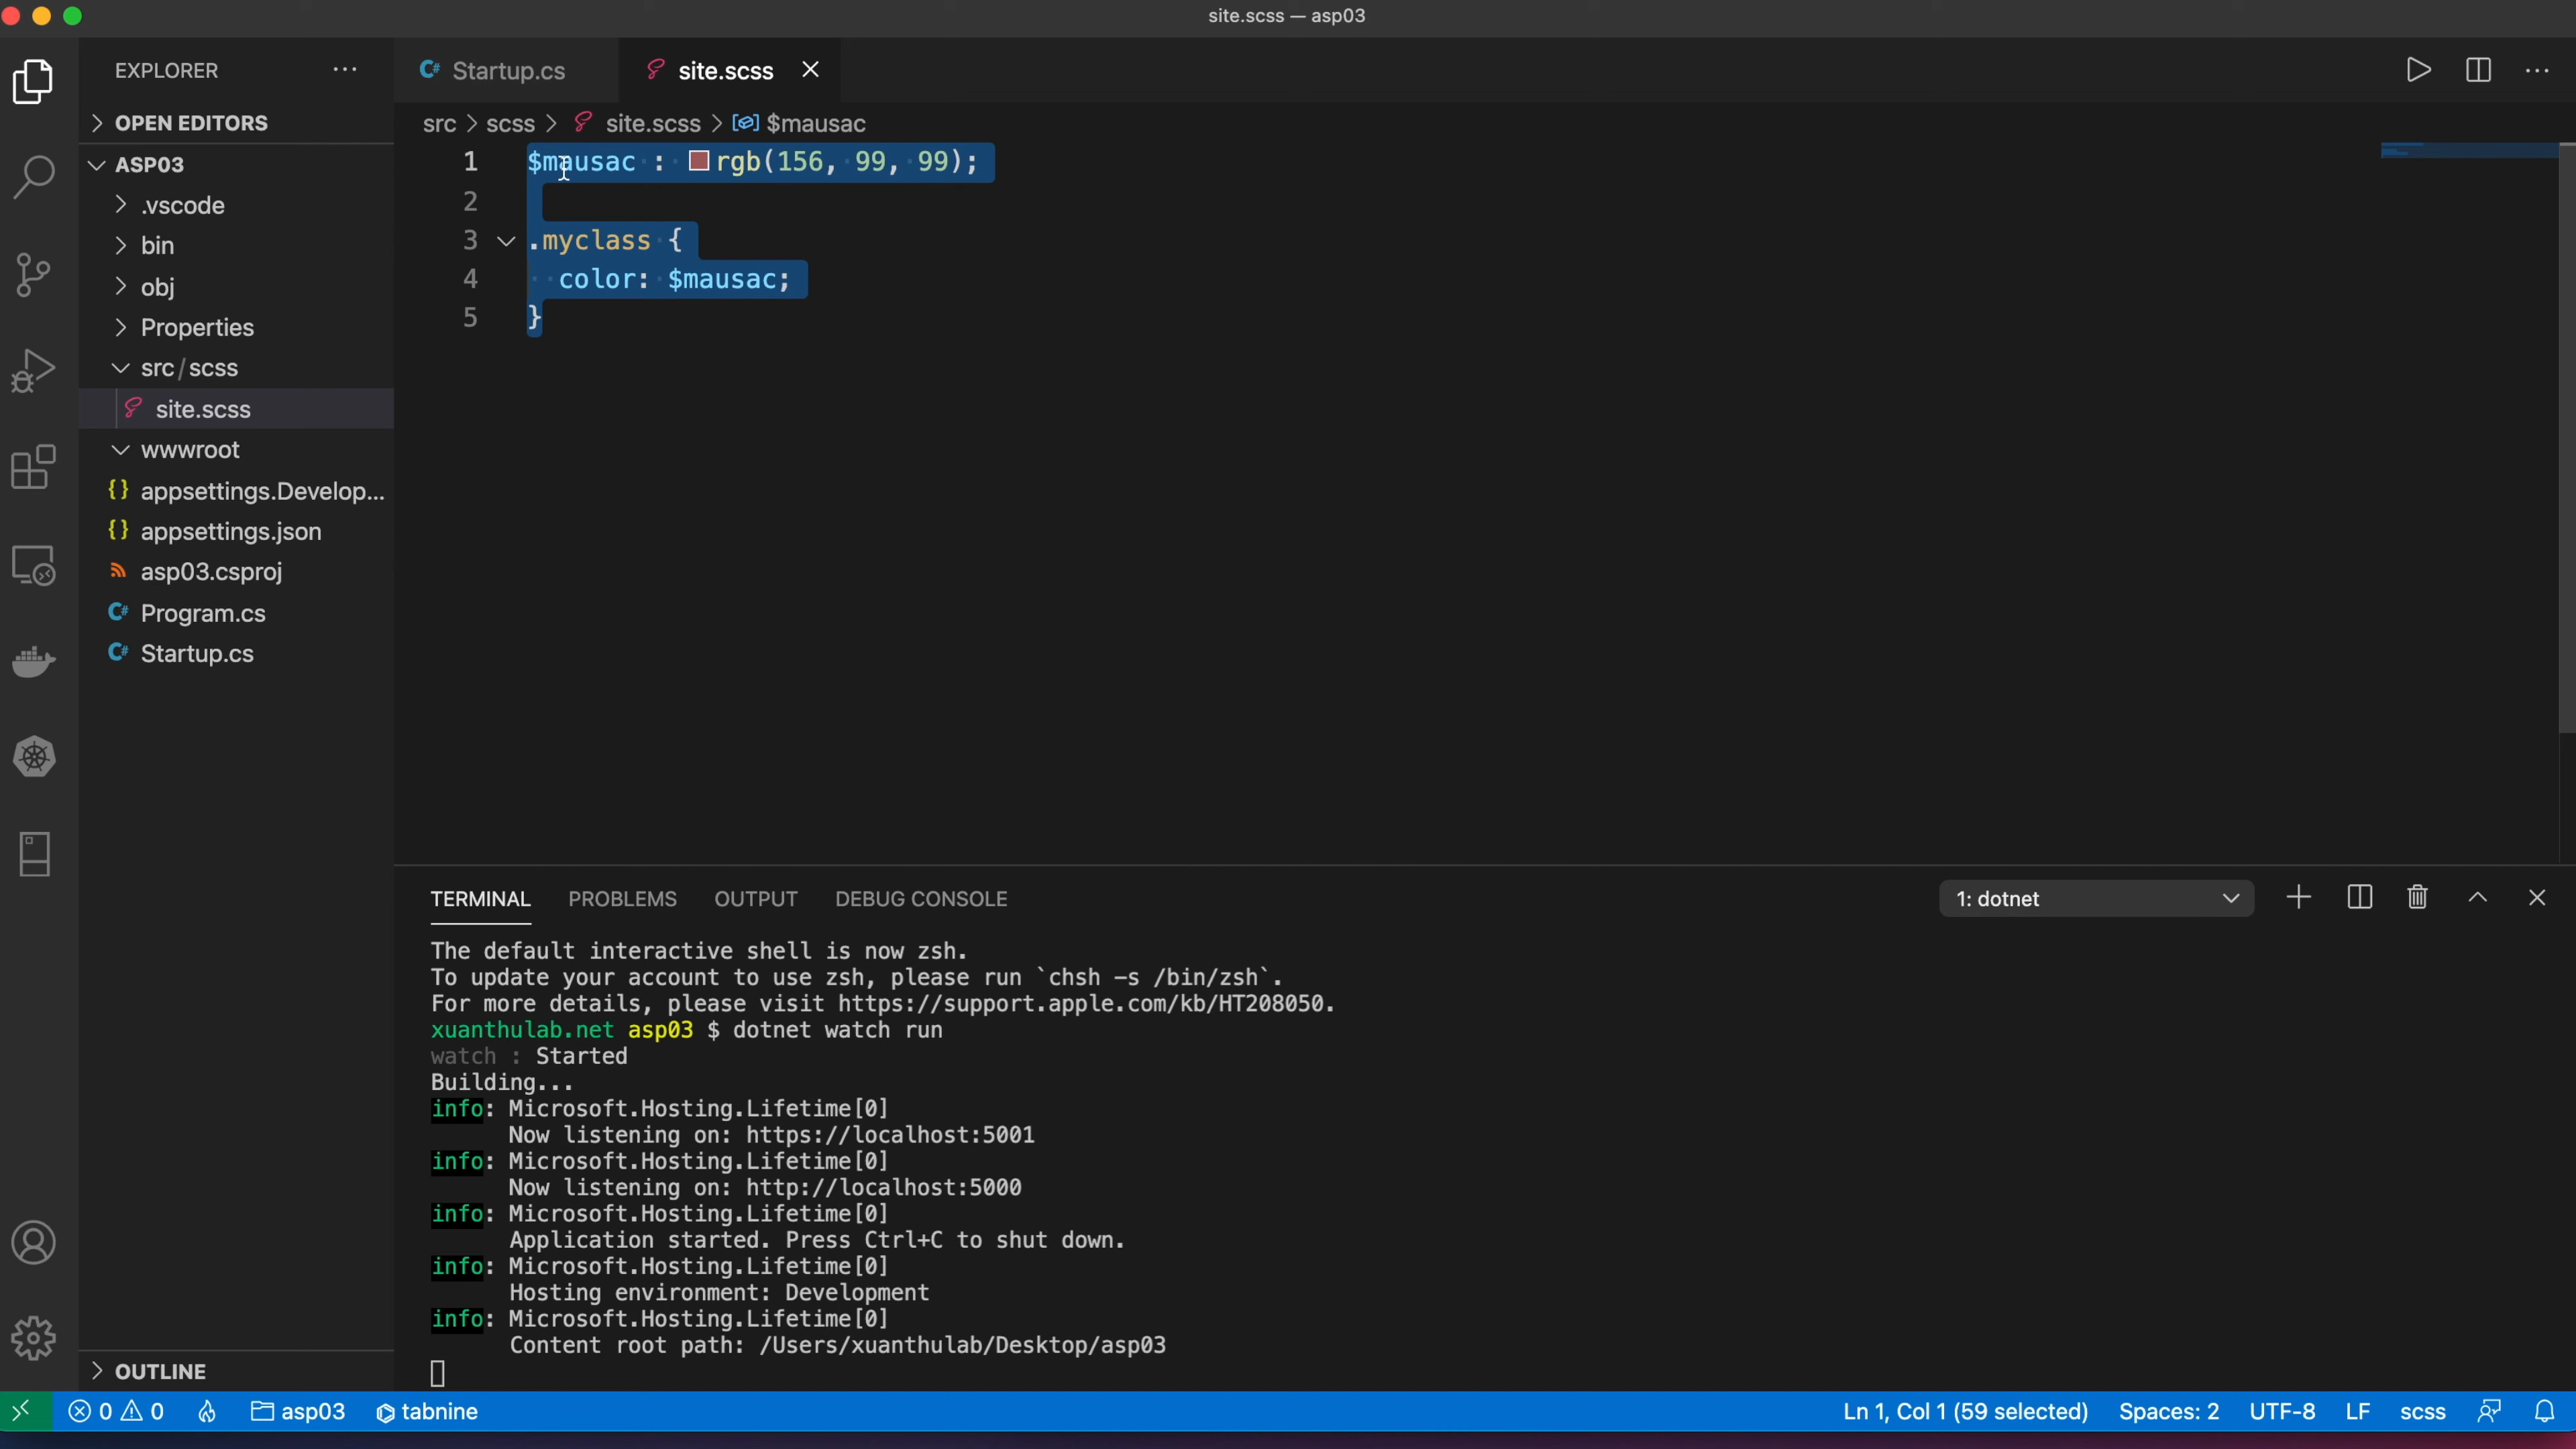 site.scss — asp03
EXPLORER
Startup.cs
site.scss
OPEN EDITORS
src > scss > site.scss > $mausac
ASP03
.vscode
bin
obj
Properties
src / scss
site.scss
wwwroot
appsettings.Develop...
appsettings.json
asp03.csproj
Program.cs
Startup.cs
OUTLINE
1 $mausac : rgb(156, 99, 99);
2
3 .myclass {
4 color: $mausac;
5 }
TERMINAL PROBLEMS OUTPUT DEBUG CONSOLE
1: dotnet
The default interactive shell is now zsh.
To update your account to use zsh, please run `chsh -s /bin/zsh`.
For more details, please visit https://support.apple.com/kb/HT208050.
xuanthulab.net asp03 $ dotnet watch run
watch : Started
Building...
info: Microsoft.Hosting.Lifetime[0]
Now listening on: https://localhost:5001
info: Microsoft.Hosting.Lifetime[0]
Now listening on: http://localhost:5000
info: Microsoft.Hosting.Lifetime[0]
Application started. Press Ctrl+C to shut down.
info: Microsoft.Hosting.Lifetime[0]
Hosting environment: Development
info: Microsoft.Hosting.Lifetime[0]
Content root path: /Users/xuanthulab/Desktop/asp03
0 0 asp03 tabnine Ln 1, Col 1 (59 selected) Spaces: 2 UTF-8 LF scss